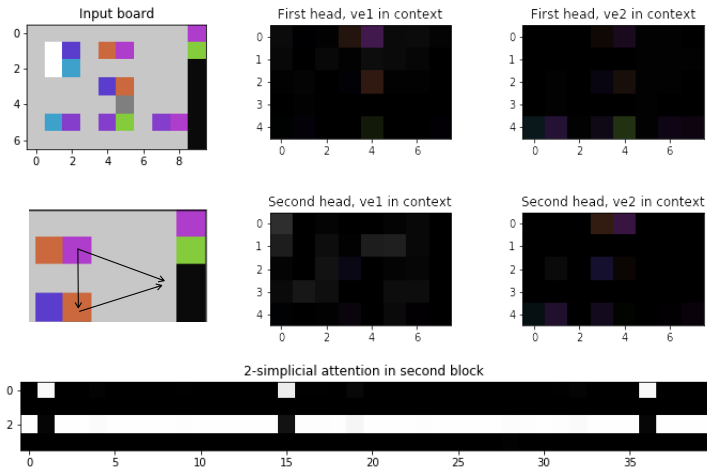 Input board
First head, ve1 in context
First head, ve2 in context
0
2
4
6
0 2 4 6 8
0
1
2
3
4
0 2 4 6
0
1
2
3
4
0 2 4 6
Second head, ve1 in context
Second head, ve2 in context
0
1
2
3
4
0 2 4 6
0
1
2
3
4
0 2 4 6
2-simplicial attention in second block
0
2
0 5 10 15 20 25 30 35